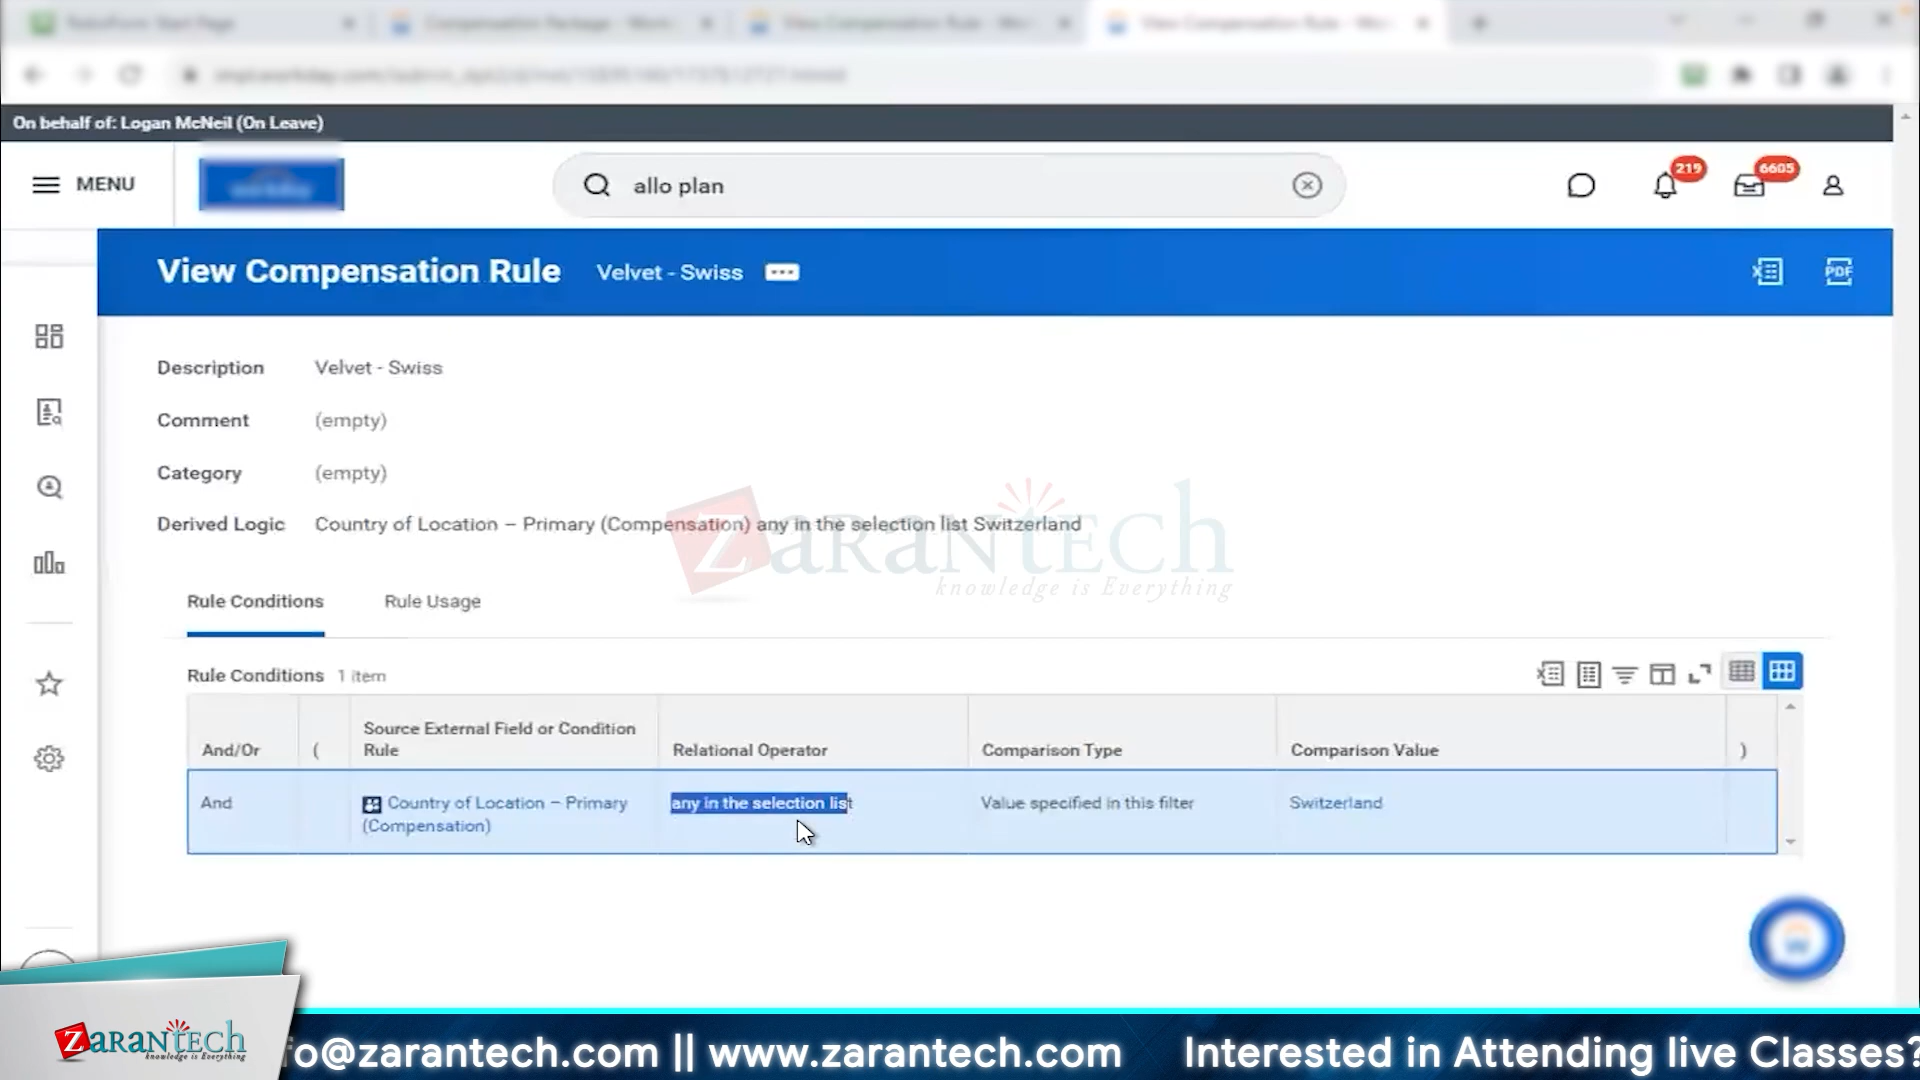 On behalf of: Logan McNeil (On Leave)
MENU
allo plan
219
6605
View Compensation Rule
Velvet - Swiss
PDF
Description
Velvet - Swiss
Comment
(empty)
Category
(empty)
Derived Logic
Country of Location – Primary (Compensation) any in the selection list Switzerland
ZARANTECH
knowledge is Everything
Rule Conditions
Rule Usage
Rule Conditions 1 item
And/Or
(
Source External Field or Condition
Rule
Relational Operator
Comparison Type
Comparison Value
)
And
Country of Location – Primary
(Compensation)
any in the selection list
Value specified in this filter
Switzerland
ZARANTECH
knowledge is Everything
fo@zarantech.com || www.zarantech.com
Interested in Attending live Classes?